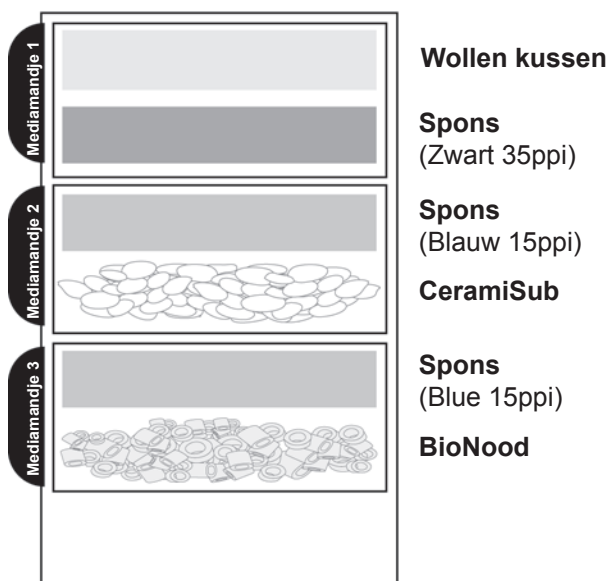 Mediamandje 1
Wollen kussen
Spons
(Zwart 35ppi)
Mediamandje 2
Spons
(Blauw 15ppi)
CeramiSub
Mediamandje 3
Spons
(Blue 15ppi)
BioNood